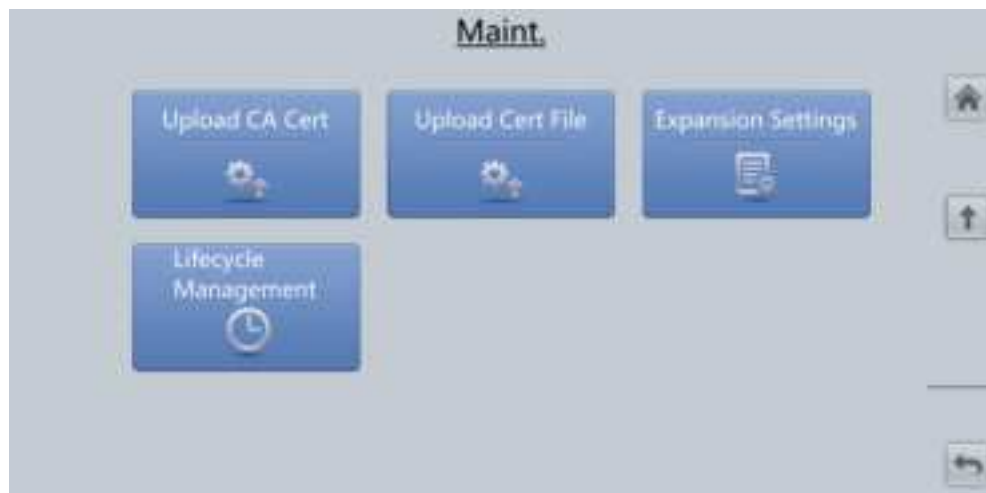 Maint.
Upload CA Cert
Upload Cert File
Expansion Settings
Lifecycle
Management